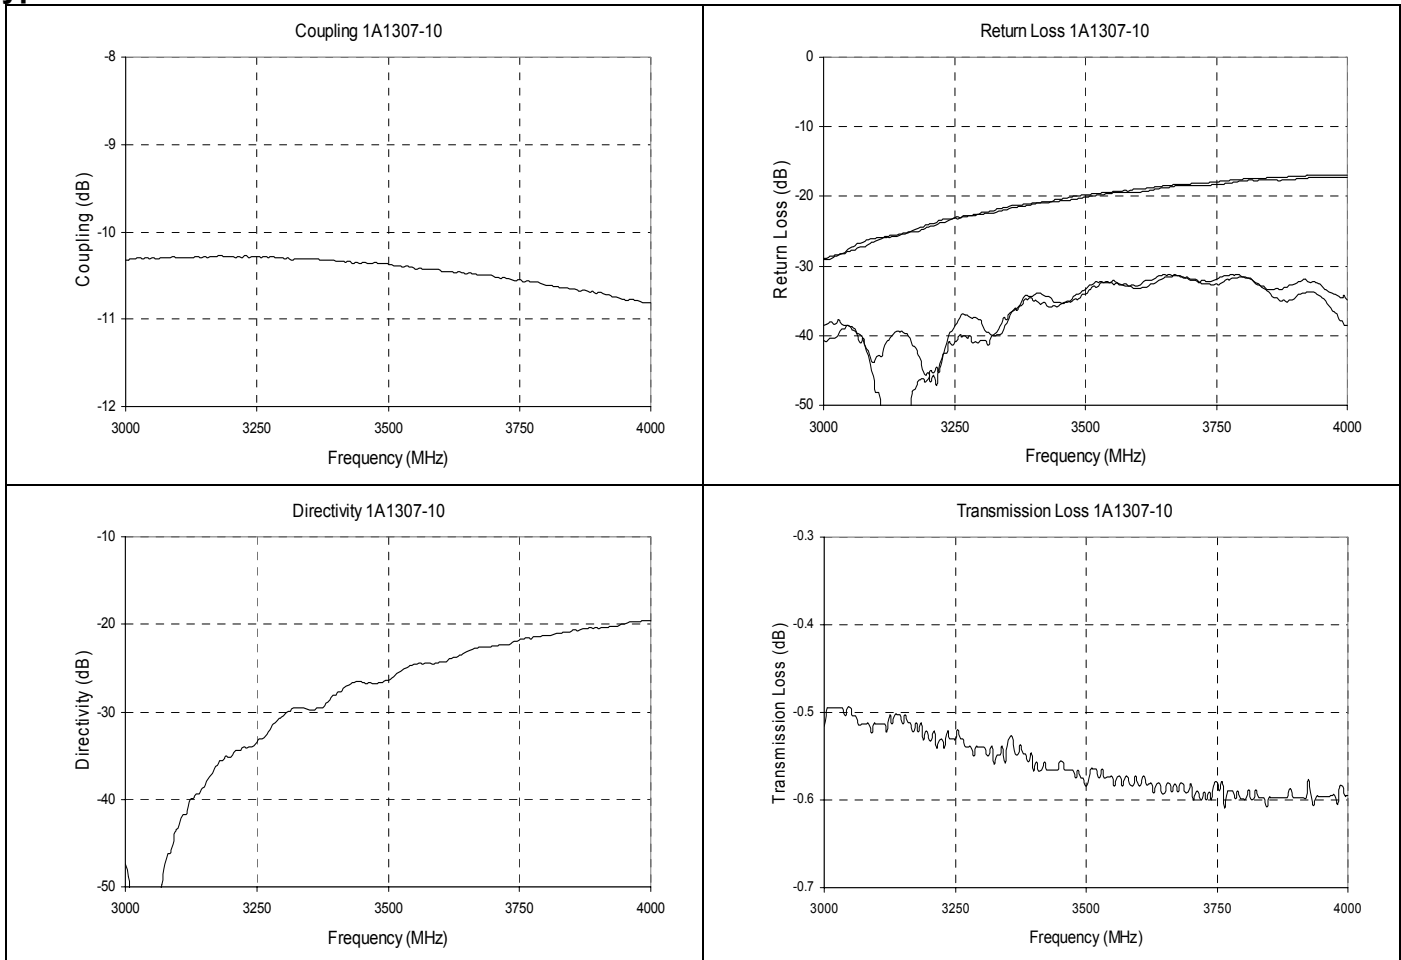 Coupling 1A1307-10
-8
-9
-10
-11
-12
Coupling (dB)
3000 3250 3500 3750 4000
Frequency (MHz)
Return Loss 1A1307-10
0
-10
-20
-30
-40
-50
Return Loss (dB)
3000 3250 3500 3750 4000
Frequency (MHz)
Directivity 1A1307-10
-10
-20
-30
-40
-50
Directivity (dB)
3000 3250 3500 3750 4000
Frequency (MHz)
Transmission Loss 1A1307-10
-0.3
-0.4
-0.5
-0.6
-0.7
Transmission Loss (dB)
3000 3250 3500 3750 4000
Frequency (MHz)